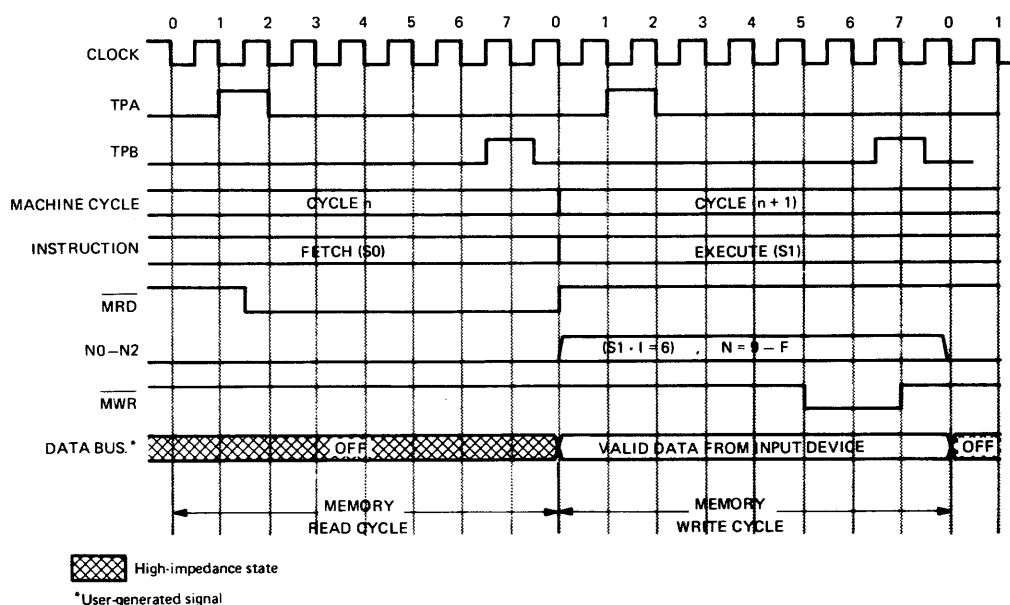 0 1 2 3 4 5 6 7 0 1 2 3 4 5 6 7 0 1
CLOCK
TPA
TPB
MACHINE CYCLE CYCLE n CYCLE (n + 1)
INSTRUCTION FETCH (S0) EXECUTE (S1)
MRD
N0–N2 (S1 · I = 6) , N = 9 – F
MWR
DATA BUS.* OFF VALID DATA FROM INPUT DEVICE OFF
MEMORY READ CYCLE
MEMORY WRITE CYCLE
High-impedance state
*User-generated signal